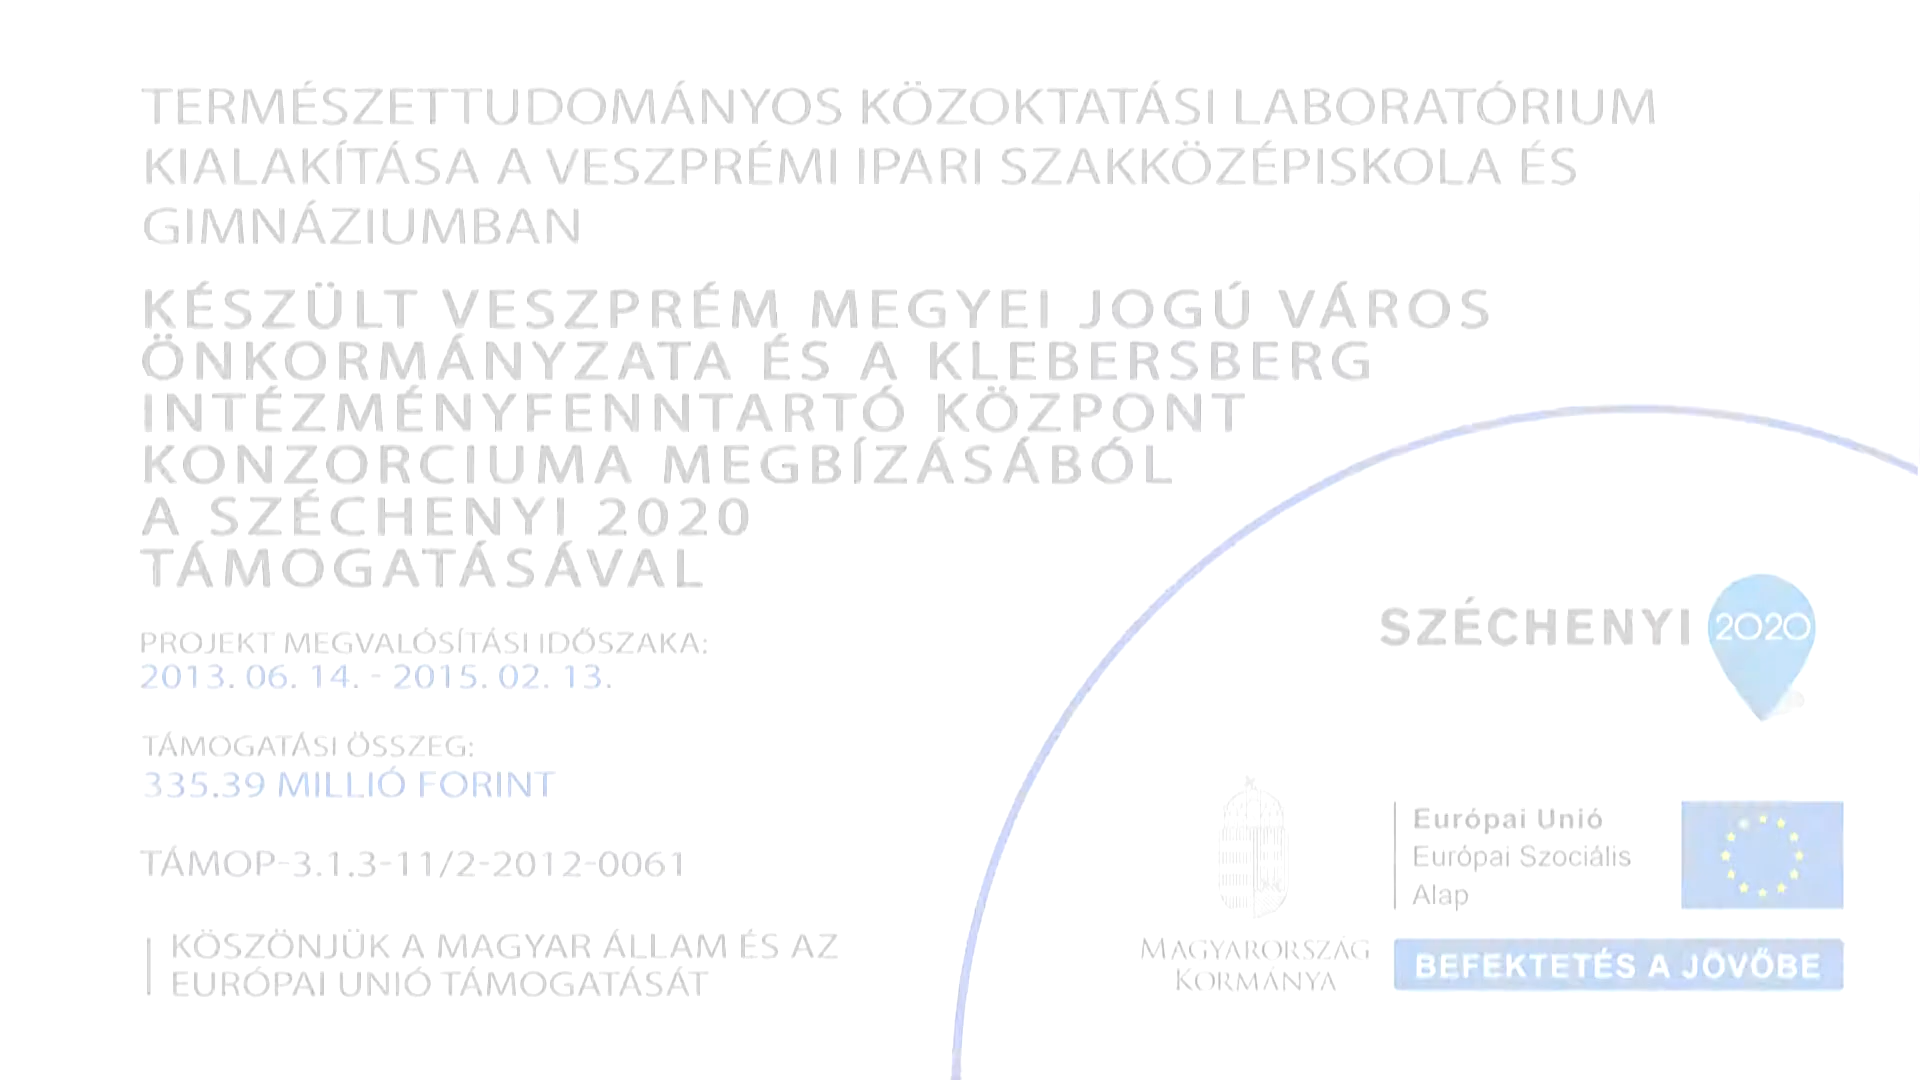 TERMÉSZETTUDOMÁNYOS KÖZOKTATÁSI LABORATÓRIUM
KIALAKÍTÁSA A VESZPRÉMI IPARI SZAKKÖZÉPISKOLA ÉS
GIMNÁZIUMBAN
KÉSZÜLT VESZPRÉM MEGYEI JOGÚ VÁROS
ÖNKORMÁNYZATA ÉS A KLEBERSBERG
INTÉZMÉNYFENNTARTÓ KÖZPONT
KONZORCIUMA MEGBÍZÁSÁBÓL
A SZÉCHENYI 2020
TÁMOGATÁSÁVAL
PROJEKT MEGVALÓSÍTÁSI IDŐSZAKA:
2013. 06. 14. - 2015. 02. 13.
TÁMOGATÁSI ÖSSZEG:
335.39 MILLIÓ FORINT
TÁMOP-3.1.3-11/2-2012-0061
KÖSZÖNJÜK A MAGYAR ÁLLAM ÉS AZ
EURÓPAI UNIÓ TÁMOGATÁSÁT
SZÉCHENYI 2020
MAGYARORSZÁG
KORMÁNYA
Európai Unió
Európai Szociális
Alap
BEFEKTETÉS A JÖVŐBE